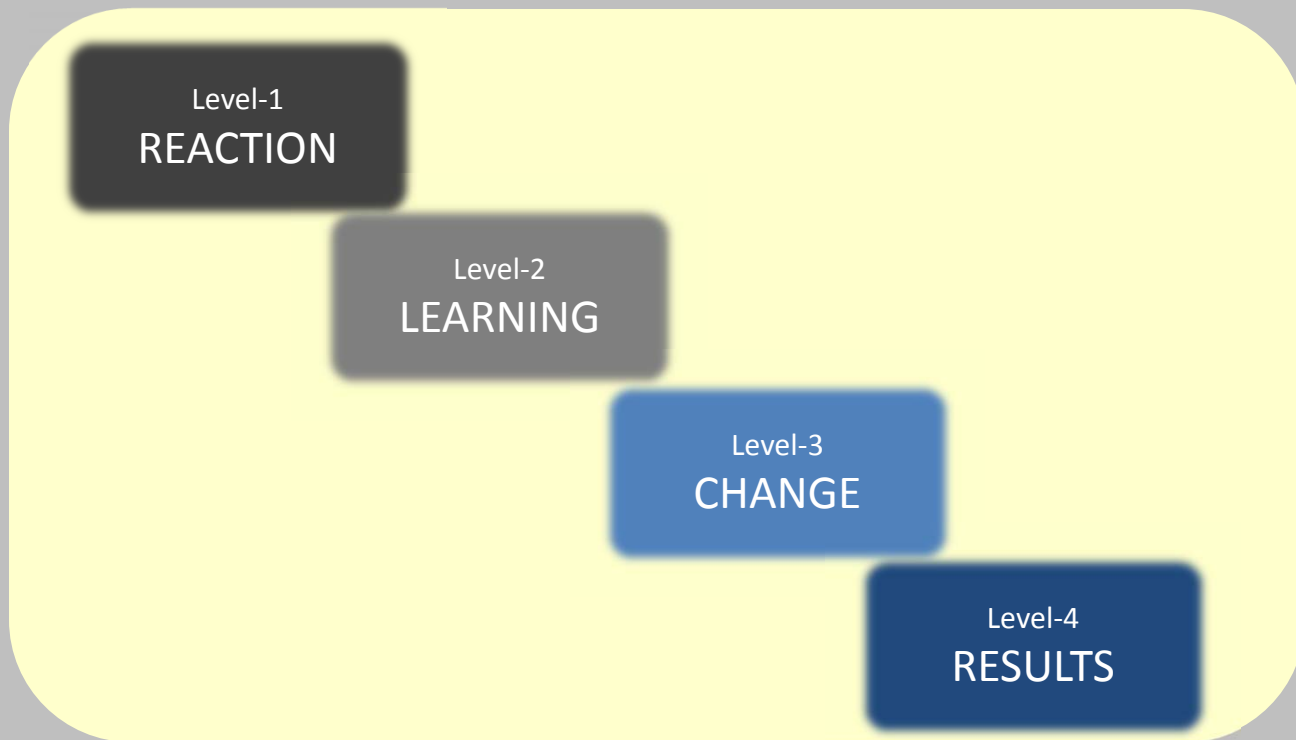 Level-1
REACTION
Level-2
LEARNING
Level-3
CHANGE
Level-4
RESULTS